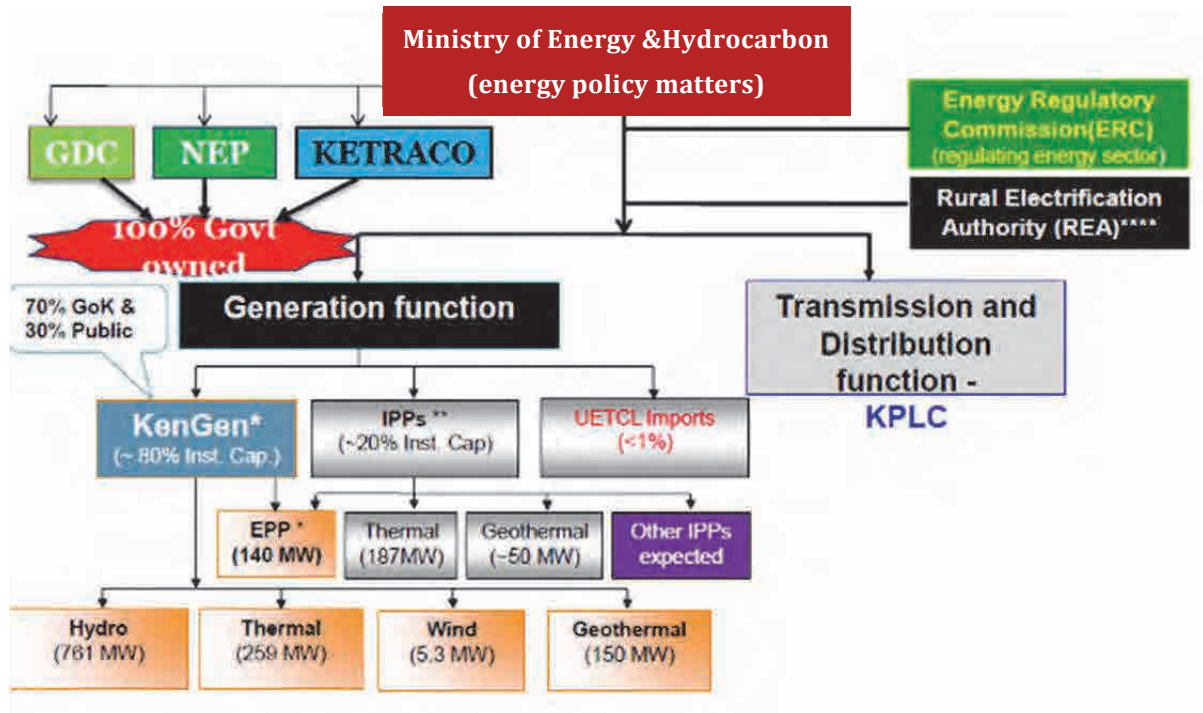 Ministry of Energy &Hydrocarbon
(energy policy matters)
Energy Regulatory
Commission(ERC)
(regulating energy sector)
GDC
NEP
KETRACO
Rural Electrification
Authority (REA)****
100% Govt
owned
70% GoK &
30% Public
Generation function
Transmission and
Distribution
function -
KPLC
KenGen*
(~ 80% Inst. Cap.)
IPPs **
(~20% Inst. Cap)
UETCL Imports
(<1%)
EPP *
(140 MW)
Thermal
(187MW)
Geothermal
(~50 MW)
Other IPPs
expected
Hydro
(761 MW)
Thermal
(259 MW)
Wind
(5.3 MW)
Geothermal
(150 MW)